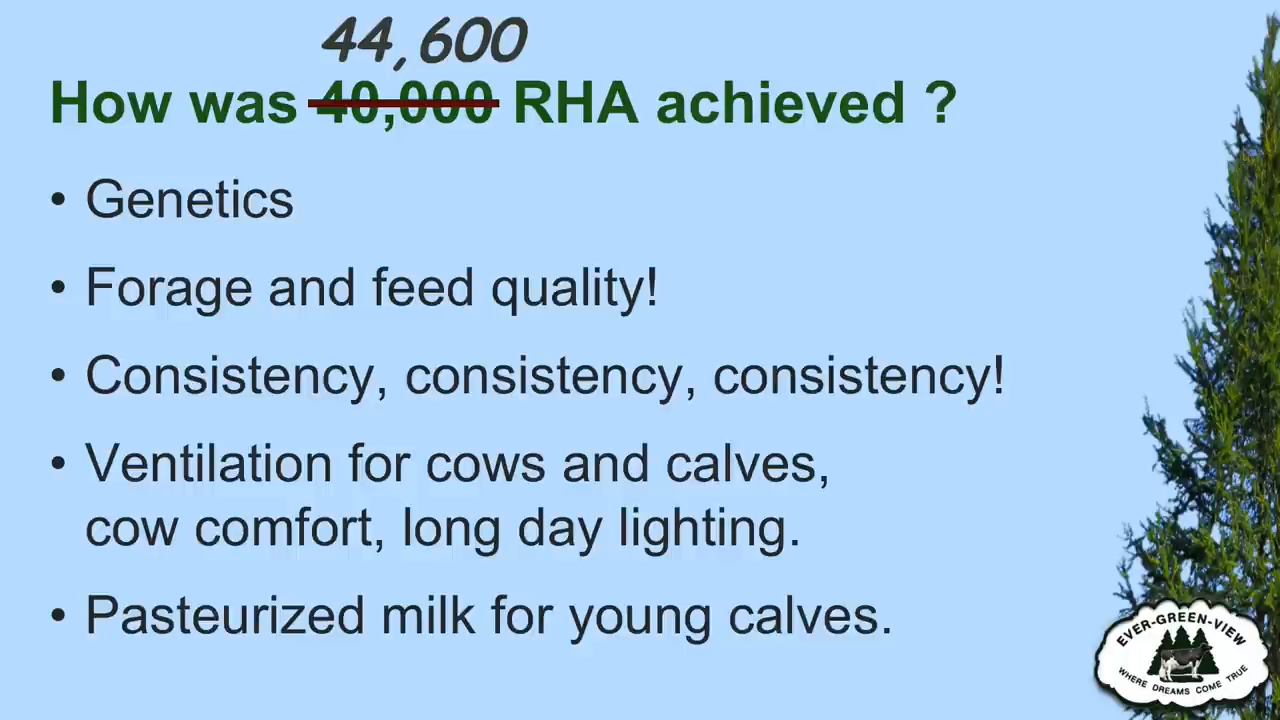 44,600
How was 40,000 RHA achieved ?
• Genetics
• Forage and feed quality!
• Consistency, consistency, consistency!
• Ventilation for cows and calves,
cow comfort, long day lighting.
• Pasteurized milk for young calves.
EVER-GREEN-VIEW
WHERE DREAMS COME TRUE